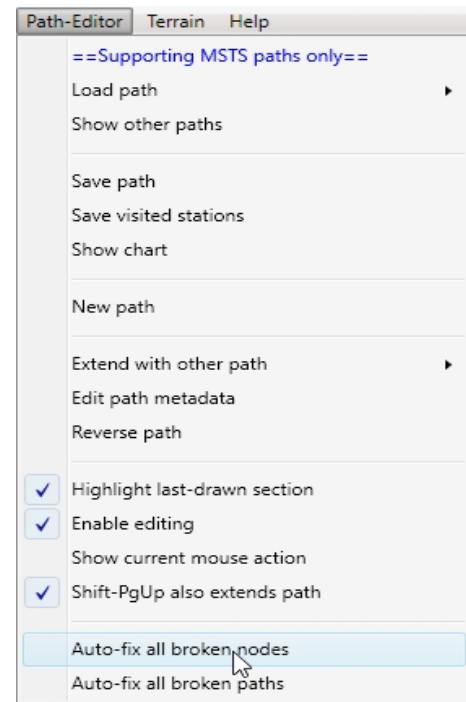 Path-Editor Terrain Help
==Supporting MSTS paths only==
Load path
Show other paths
Save path
Save visited stations
Show chart
New path
Extend with other path
Edit path metadata
Reverse path
Highlight last-drawn section
Enable editing
Show current mouse action
Shift-PgUp also extends path
Auto-fix all broken nodes
Auto-fix all broken paths